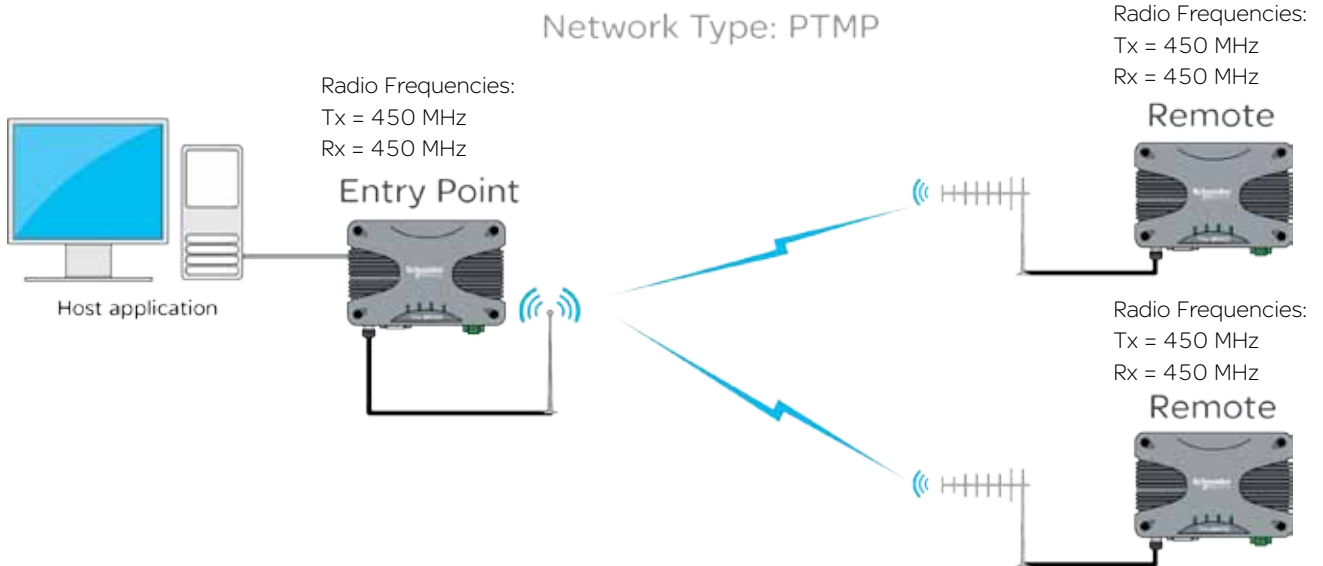 Network Type: PTMP
Radio Frequencies:
Tx = 450 MHz
Rx = 450 MHz
Remote
Radio Frequencies:
Tx = 450 MHz
Rx = 450 MHz
Entry Point
Host application
Radio Frequencies:
Tx = 450 MHz
Rx = 450 MHz
Remote